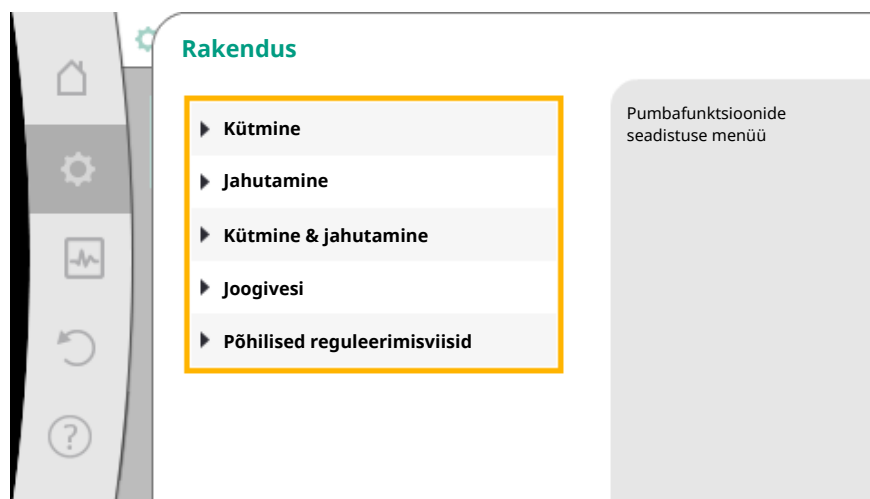 Rakendus
Kütmine
Jahutamine
Kütmine & jahutamine
Joogivesi
Põhilised reguleerimisviisid
Pumbafunktsioonide
seadistuse menüü
?